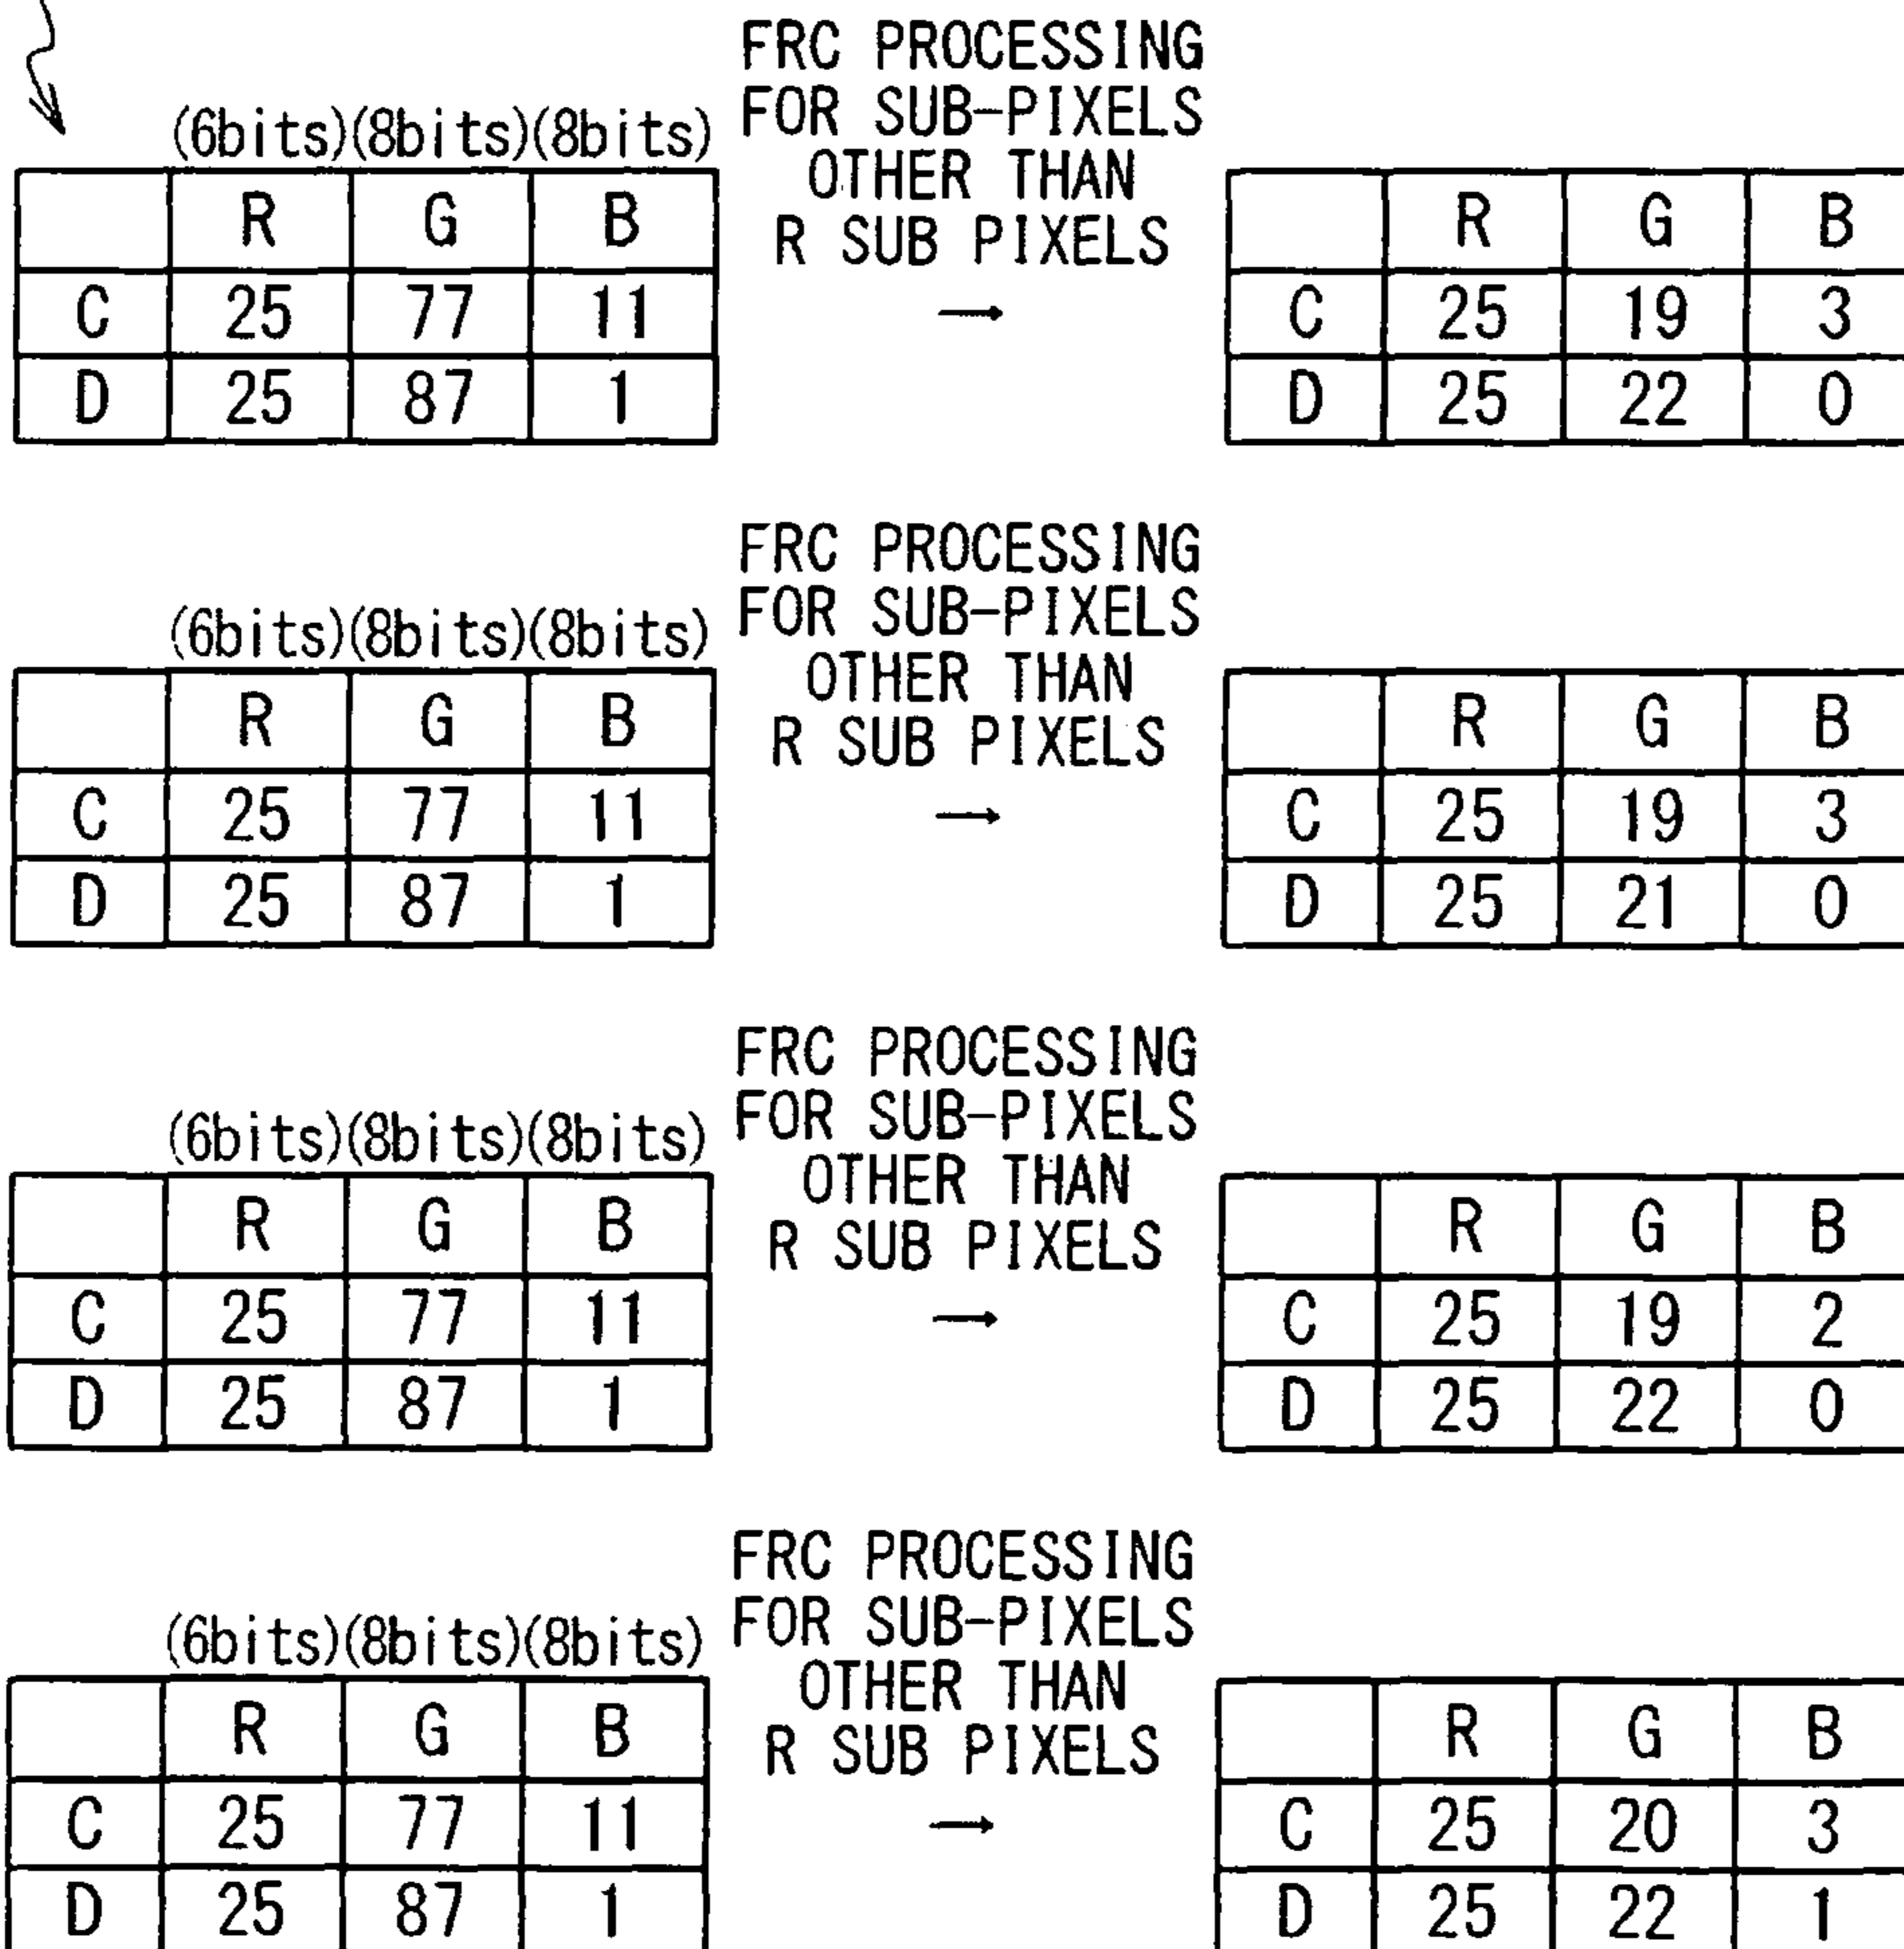 FRC PROCESSING
FOR SUB-PIXELS
OTHER THAN
R SUB PIXELS
(6bits)(8bits)(8bits)
R G B
C 25 77 11
D 25 87 1
→
R G B
C 25 19 3
D 25 22 0
FRC PROCESSING
FOR SUB-PIXELS
OTHER THAN
R SUB PIXELS
(6bits)(8bits)(8bits)
R G B
C 25 77 11
D 25 87 1
→
R G B
C 25 19 3
D 25 21 0
FRC PROCESSING
FOR SUB-PIXELS
OTHER THAN
R SUB PIXELS
(6bits)(8bits)(8bits)
R G B
C 25 77 11
D 25 87 1
→
R G B
C 25 19 2
D 25 22 0
FRC PROCESSING
FOR SUB-PIXELS
OTHER THAN
R SUB PIXELS
(6bits)(8bits)(8bits)
R G B
C 25 77 11
D 25 87 1
→
R G B
C 25 20 3
D 25 22 1